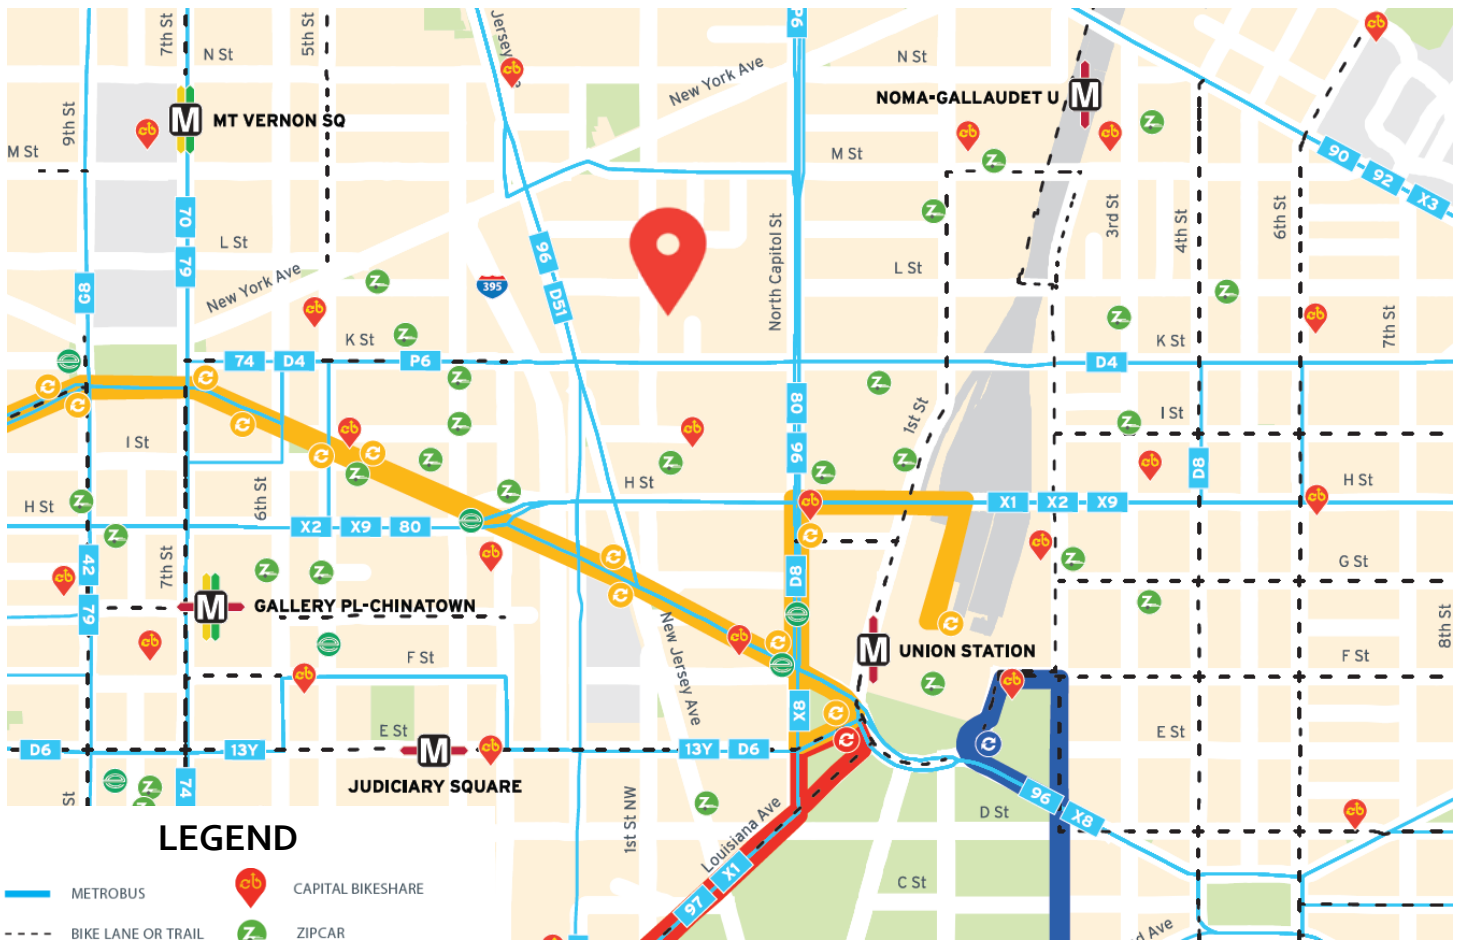 7th St
N St
5th St
Jersey
P6
N St
New York Ave
NOMA-GALLAUDET U
M
9th St
M
MT VERNON SQ
M St
M St
90
92
X3
70
79
L St
New York Ave
G8
96
D51
395
North Capitol St
L St
3rd St
4th St
6th St
K St
74
D4
P6
K St
7th St
D4
80
96
1st St
I St
I St
D8
H St
H St
6th St
H St
X2
X9
80
X1
X2
X9
42
79
7th St
M
GALLERY PL-CHINATOWN
D8
G St
8th St
New Jersey Ave
F St
M
UNION STATION
F St
X8
E St
E St
D6
13Y
M
JUDICIARY SQUARE
13Y
D6
74
St
96
X8
D St
1st St NW
Louisiana Ave
97
X1
C St
d Ave
LEGEND
METROBUS
CAPITAL BIKESHARE
BIKE LANE OR TRAIL
ZIPCAR